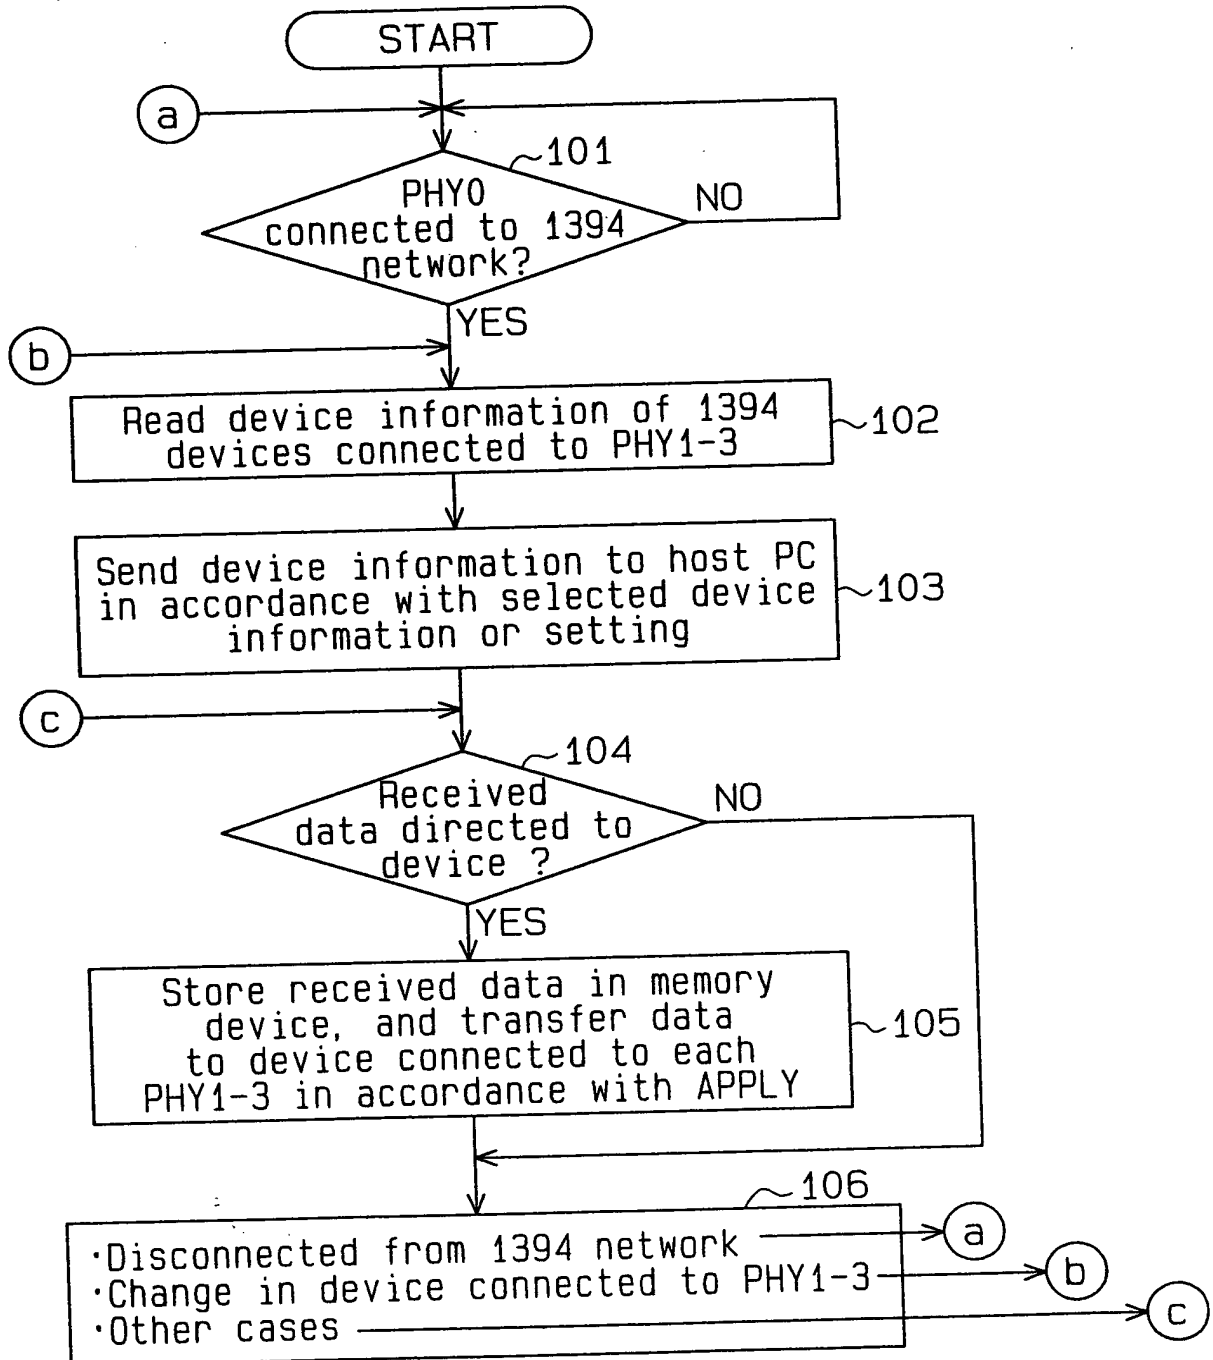 START
a
101
PHY0
connected to 1394
network?
NO
YES
b
Read device information of 1394
devices connected to PHY1-3
102
Send device information to host PC
in accordance with selected device
information or setting
103
c
104
Received
data directed to
device ?
NO
YES
Store received data in memory
device, and transfer data
to device connected to each
PHY1-3 in accordance with APPLY
105
106
·Disconnected from 1394 network
a
·Change in device connected to PHY1-3
b
·Other cases
c